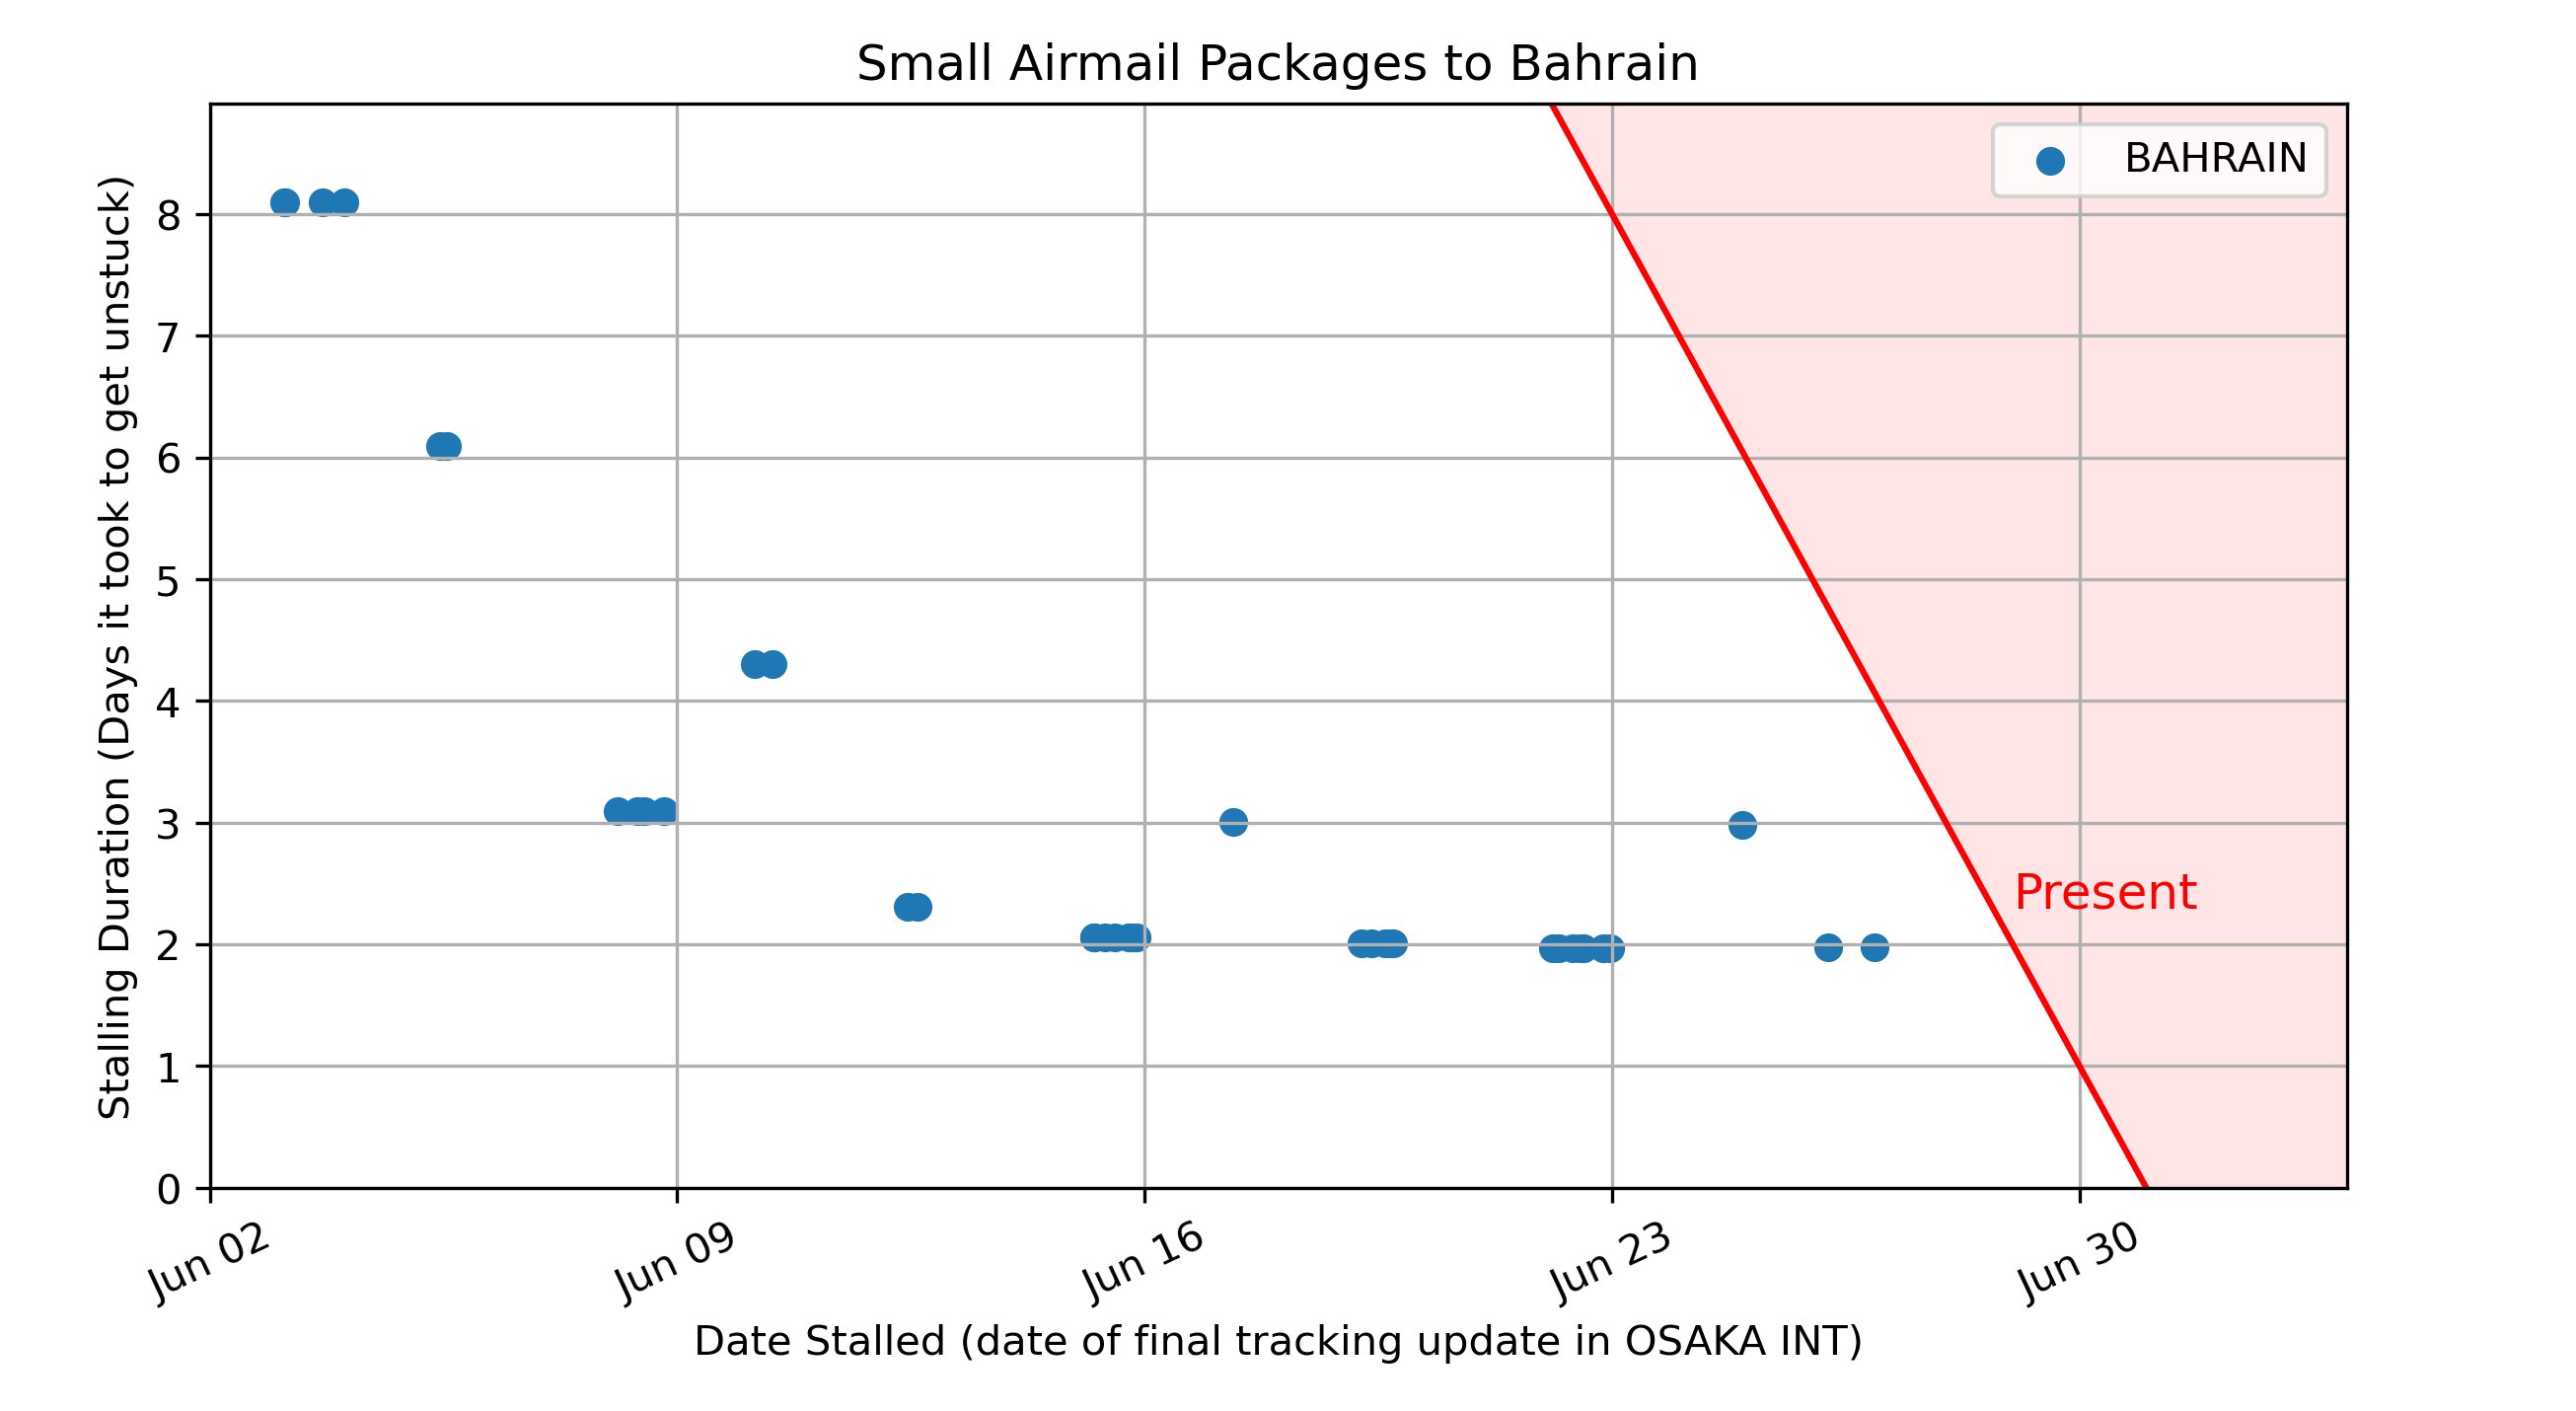 Small Airmail Packages to Bahrain
BAHRAIN
Stalling Duration (Days it took to get unstuck)
8
7
6
5
4
3
2
1
0
Present
Jun 02
Jun 09
Jun 16
Jun 23
Jun 30
Date Stalled (date of final tracking update in OSAKA INT)